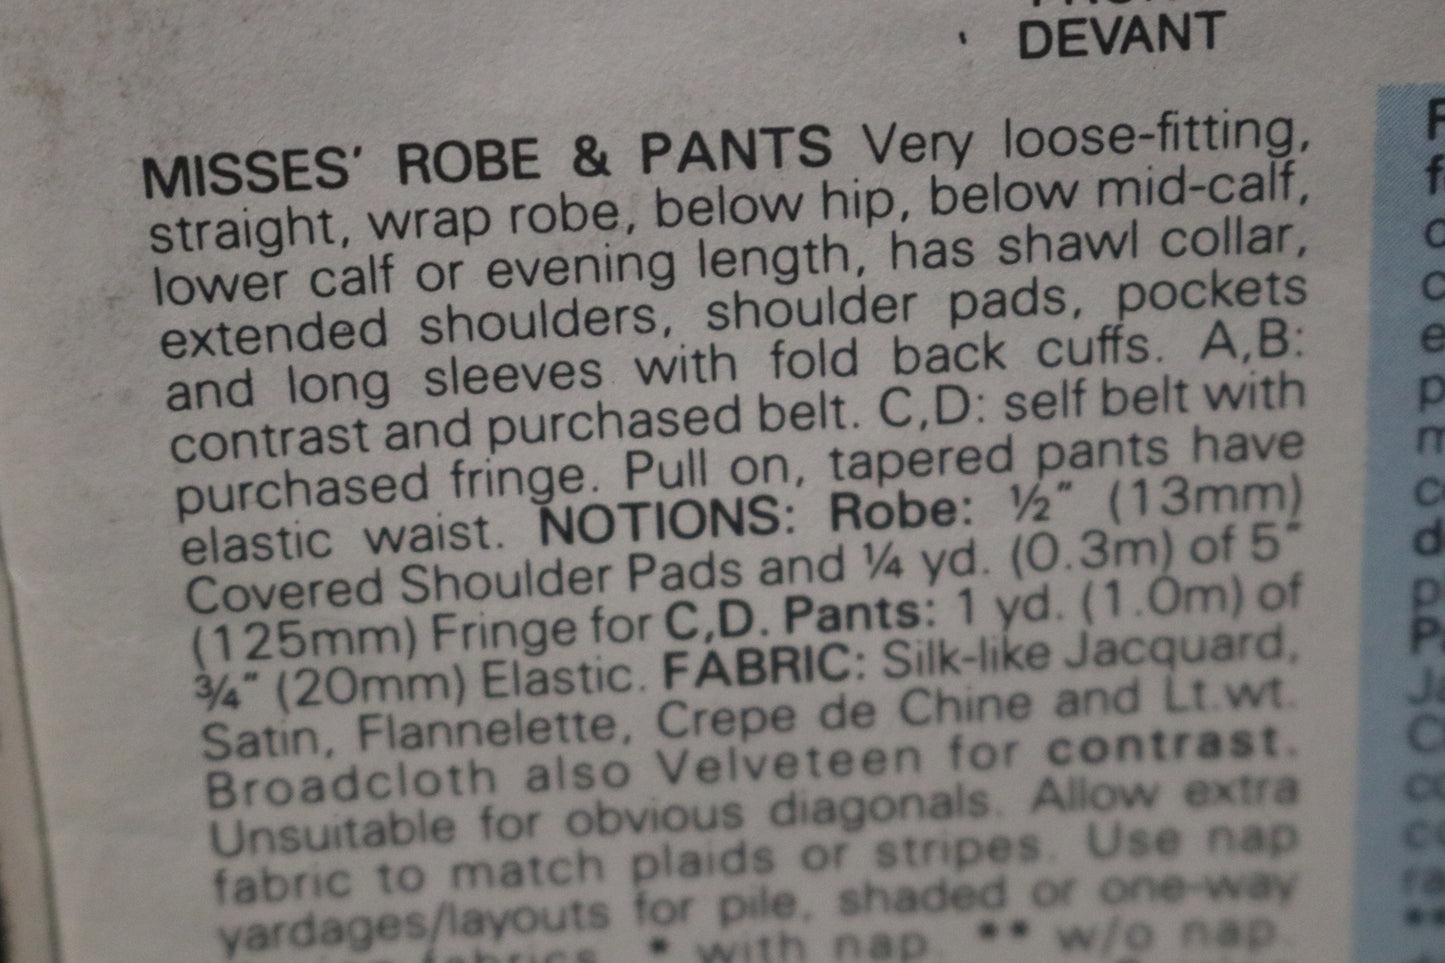 DEVANT
MISSES' ROBE & PANTS Very loose-fitting,
straight, wrap robe, below hip, below mid-calf,
lower calf or evening length, has shawl collar,
extended shoulders, shoulder pads, pockets
and long sleeves with fold back cuffs. A,B:
contrast and purchased belt. C,D: self belt with
purchased fringe. Pull on, tapered pants have
elastic waist. NOTIONS: Robe: ½" (13mm)
Covered Shoulder Pads and ¼ yd. (0.3m) of 5"
(125mm) Fringe for C,D. Pants: 1 yd. (1.0m) of
¾" (20mm) Elastic. FABRIC: Silk-like Jacquard,
Satin, Flannelette, Crepe de Chine and Lt.wt.
Broadcloth also Velveteen for contrast.
Unsuitable for obvious diagonals. Allow extra
fabric to match plaids or stripes. Use nap
yardages/layouts for pile, shaded or one-way
fabrics. * with nap. ** w/o nap.